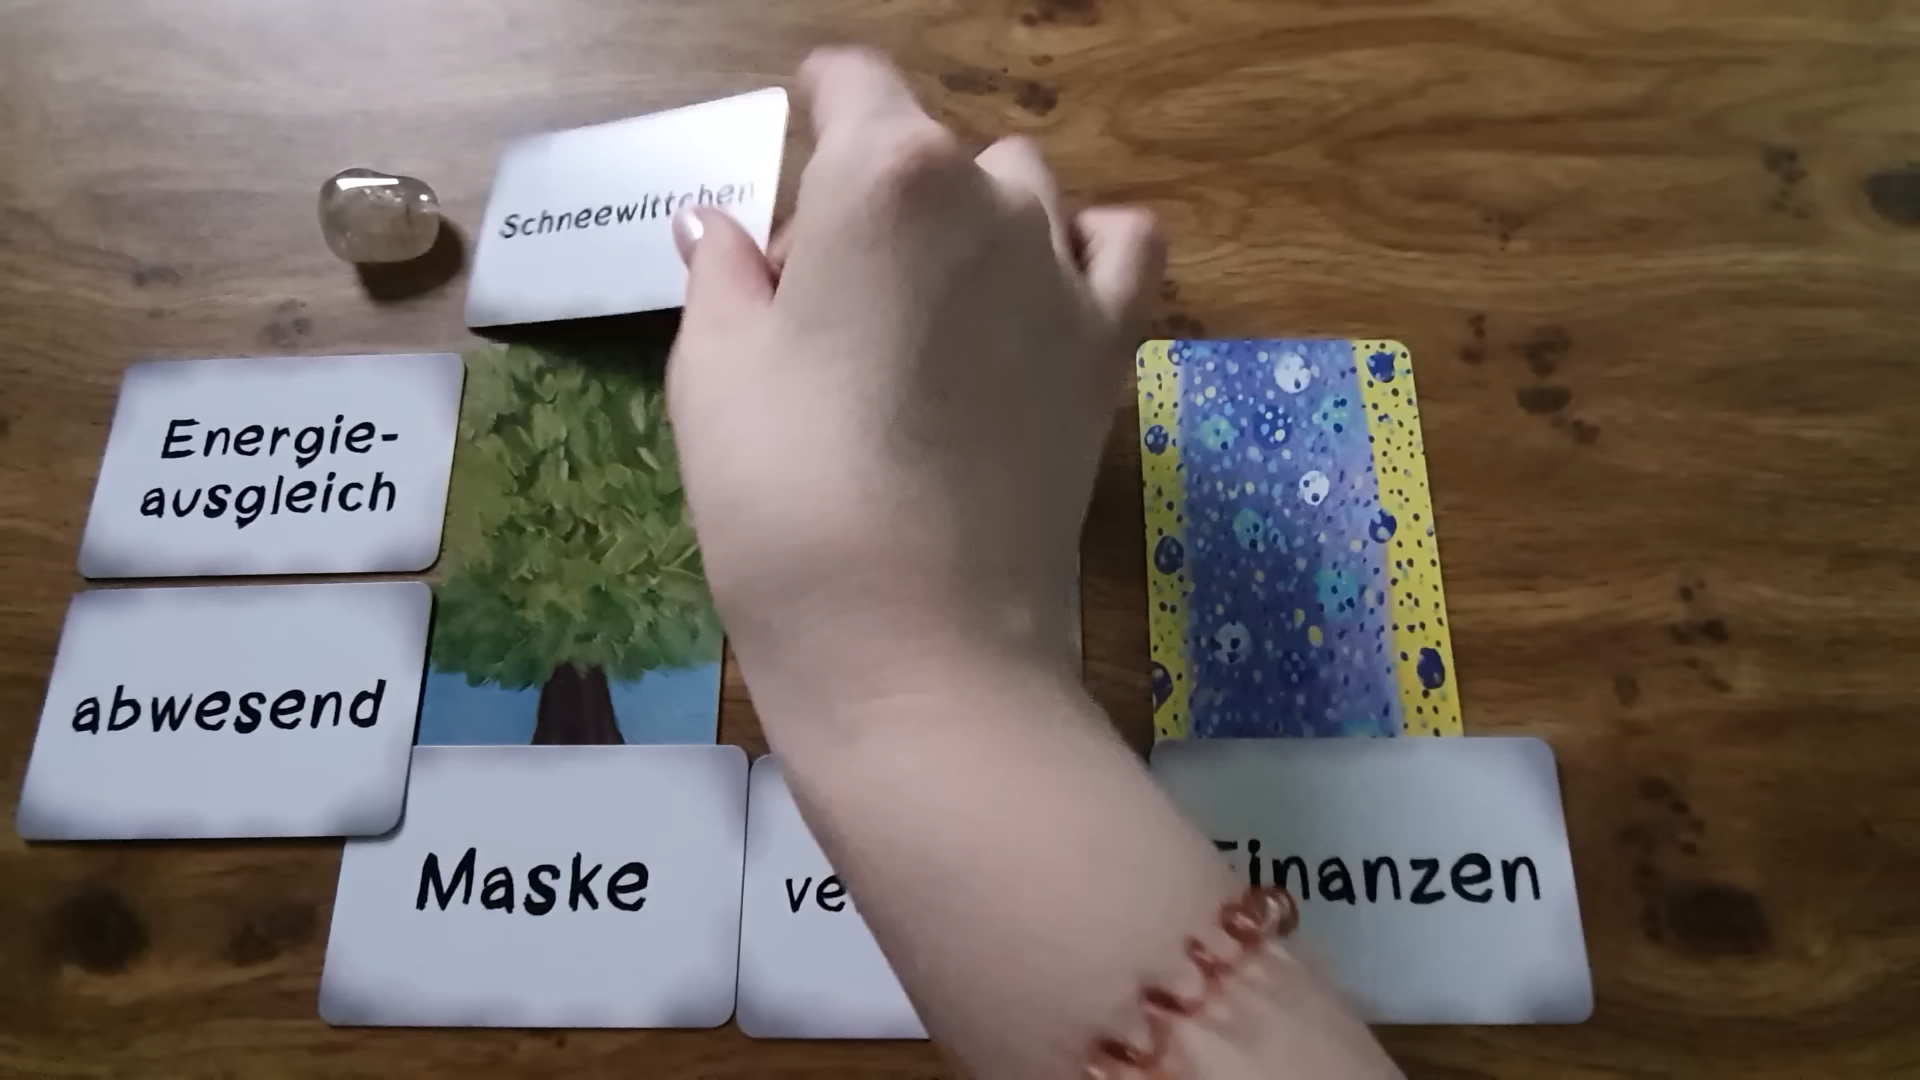 Schneewittchen
Energie-
ausgleich
abwesend
Maske
Finanzen